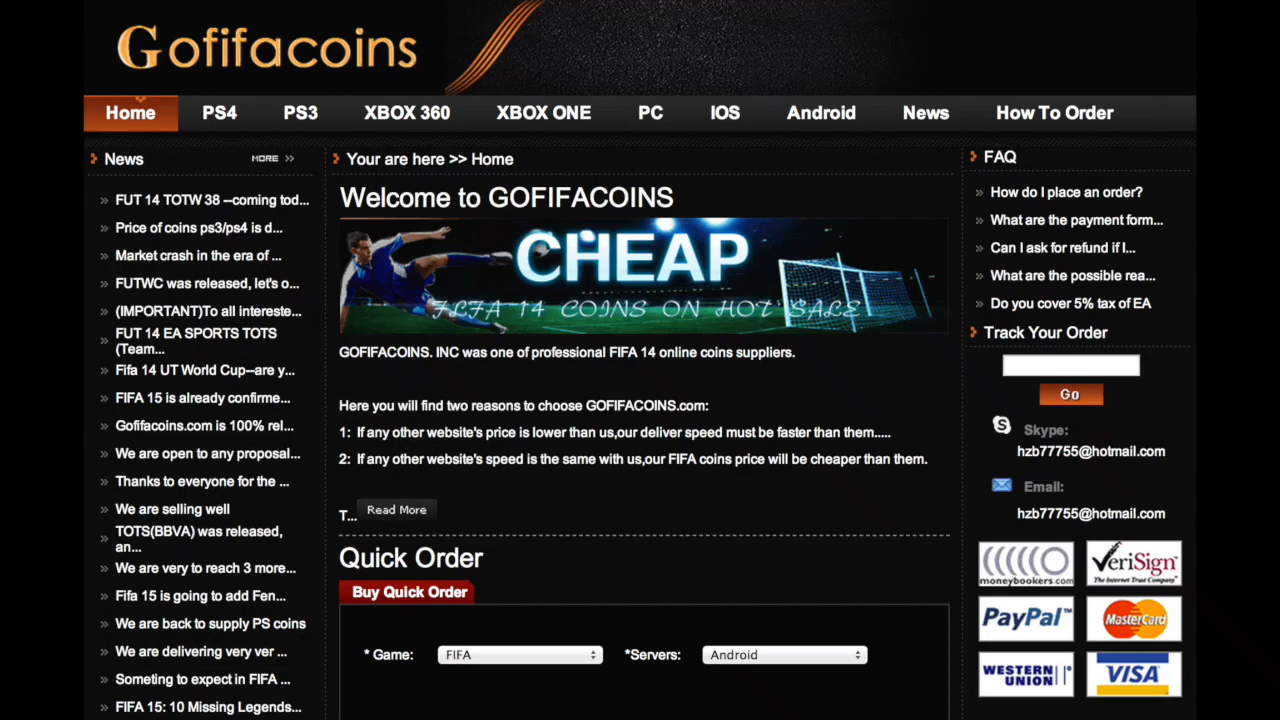 Gofifacoins
Home PS4 PS3 XBOX 360 XBOX ONE PC IOS Android News How To Order
News MORE
FUT 14 TOTW 38 --coming tod...
Price of coins ps3/ps4 is d...
Market crash in the era of ...
FUTWC was released, let's o...
(IMPORTANT)To all intereste...
FUT 14 EA SPORTS TOTS
(Team...
Fifa 14 UT World Cup--are y...
FIFA 15 is already confirme...
Gofifacoins.com is 100% rel...
We are open to any proposal...
Thanks to everyone for the ...
We are selling well
TOTS(BBVA) was released,
an...
We are very to reach 3 more...
Fifa 15 is going to add Fen...
We are back to supply PS coins
We are delivering very ver ...
Someting to expect in FIFA ...
FIFA 15: 10 Missing Legends...
Your are here >> Home
Welcome to GOFIFACOINS
CHEAP
FIFA 14 COINS ON HOT SALE
GOFIFACOINS. INC was one of professional FIFA 14 online coins suppliers.
Here you will find two reasons to choose GOFIFACOINS.com:
1: If any other website's price is lower than us,our deliver speed must be faster than them.....
2: If any other website's speed is the same with us,our FIFA coins price will be cheaper than them.
T... Read More
Quick Order
Buy Quick Order
* Game: FIFA *Servers: Android
FAQ
How do I place an order?
What are the payment form...
Can I ask for refund if I...
What are the possible rea...
Do you cover 5% tax of EA
Track Your Order
Go
Skype:
hzb77755@hotmail.com
Email:
hzb77755@hotmail.com
moneybookers.com
VeriSign
The Internet Trust Company
PayPal
MasterCard
WESTERN
UNION
VISA